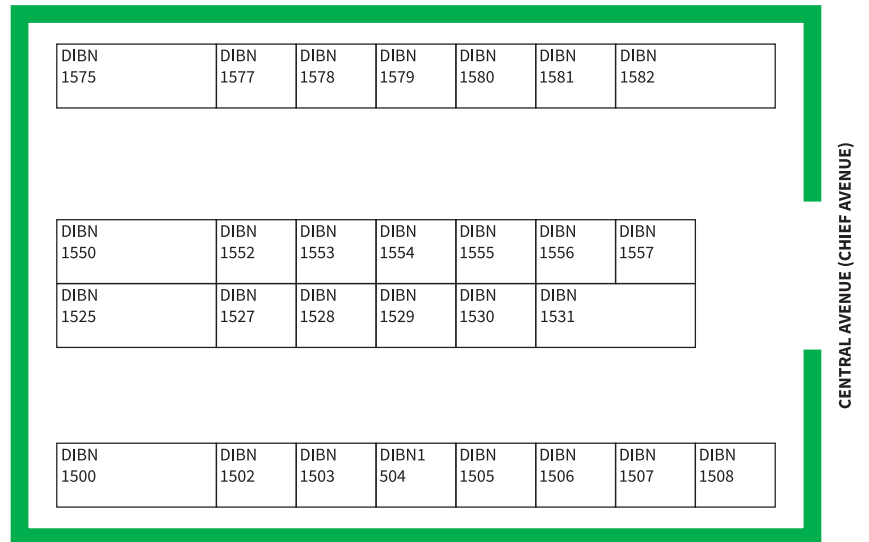 DIBN
1575
DIBN
1577
DIBN
1578
DIBN
1579
DIBN
1580
DIBN
1581
DIBN
1582
DIBN
1550
DIBN
1552
DIBN
1553
DIBN
1554
DIBN
1555
DIBN
1556
DIBN
1557
DIBN
1525
DIBN
1527
DIBN
1528
DIBN
1529
DIBN
1530
DIBN
1531
DIBN
1500
DIBN
1502
DIBN
1503
DIBN1
504
DIBN
1505
DIBN
1506
DIBN
1507
DIBN
1508
CENTRAL AVENUE (CHIEF AVENUE)